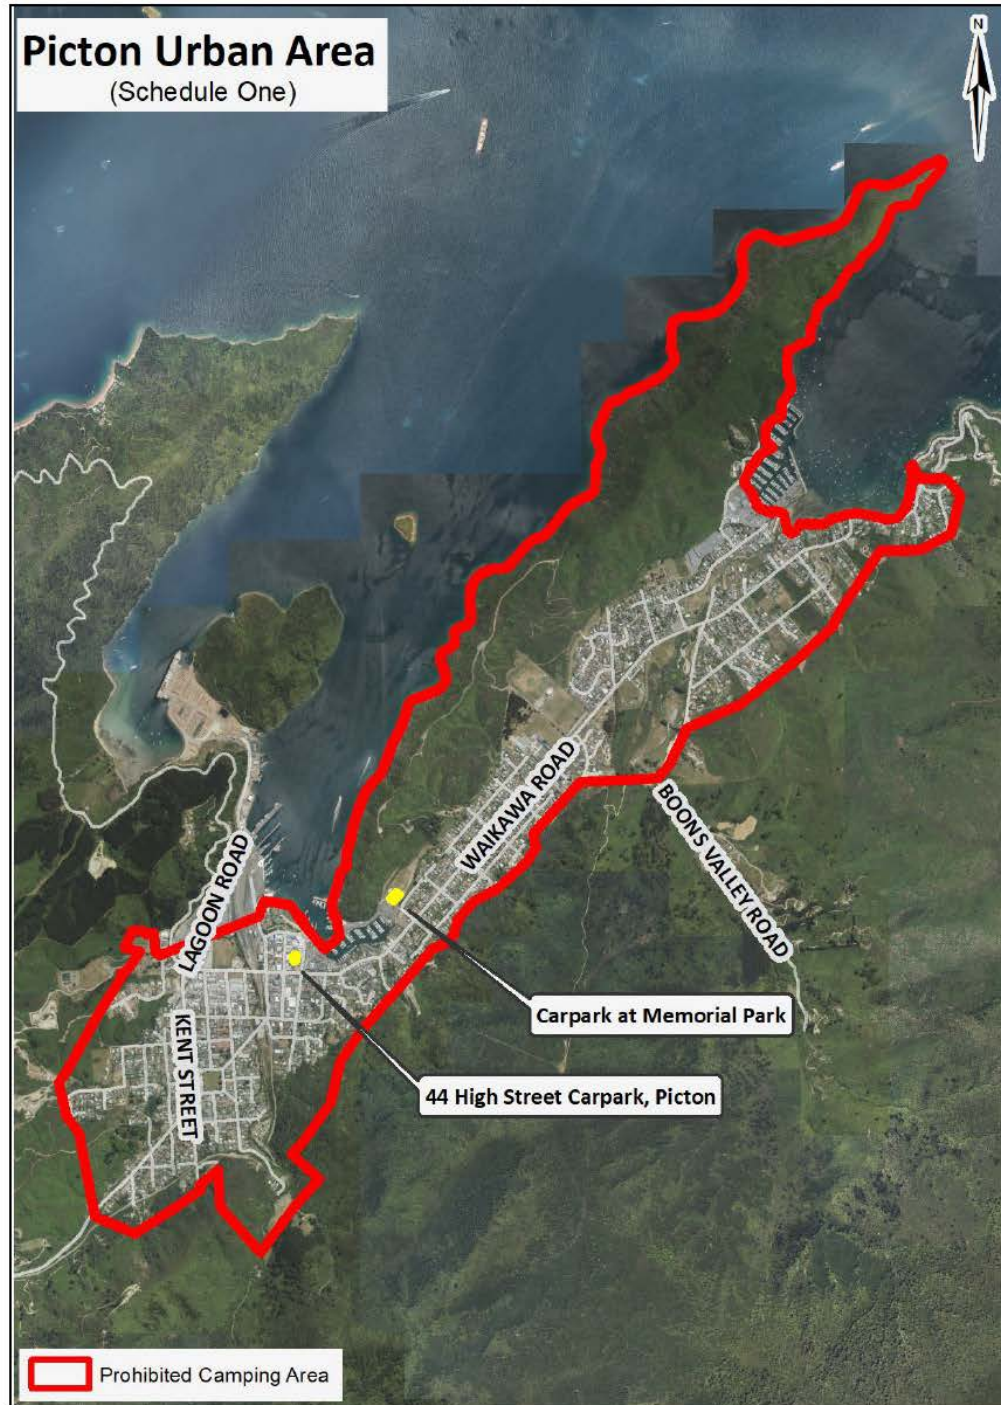 Picton Urban Area
(Schedule One)
N
WAIKAWA ROAD
BOONS VALLEY ROAD
LAGOON ROAD
Carpark at Memorial Park
KENT STREET
44 High Street Carpark, Picton
Prohibited Camping Area